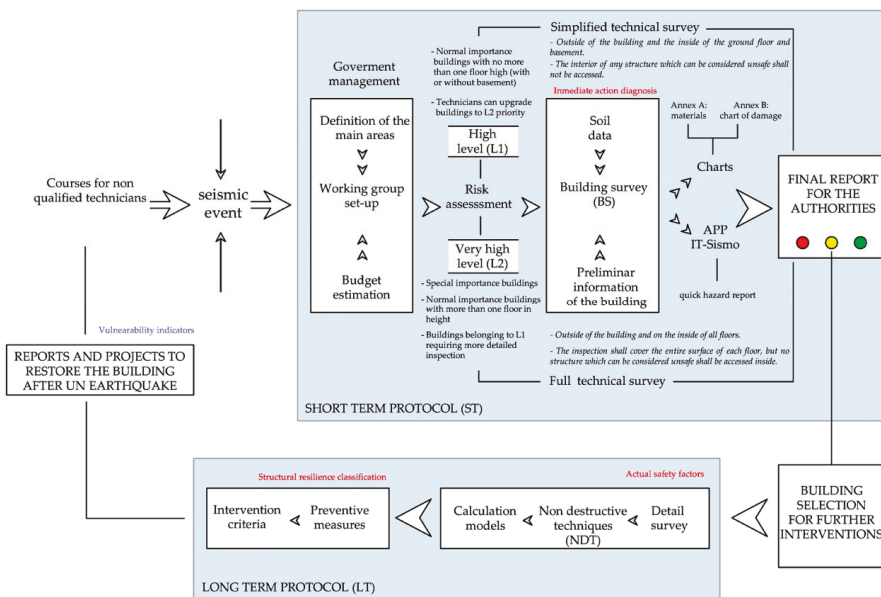 Simplified technical survey
- Outside of the building and the inside of the ground floor and
basement.
- The interior of any structure which can be considered unsafe shall
not be accessed.
- Normal importance
buildings with no more
than one floor high (with
or without basement)
- Technicians can upgrade
buildings to L2 priority
Goverment
management
Immediate action diagnosis
Annex A:
materials
Annex B:
chart of damage
Definition of the
main areas
Working group
set-up
Budget
estimation
High
level (L1)
Risk
assesssment
Very high
level (L2)
Soil
data
Building survey
(BS)
Preliminar
information
of the building
Charts
APP
IT-Sismo
quick hazard report
FINAL REPORT
FOR THE
AUTHORITIES
Courses for non
qualified technicians
seismic
event
- Special importance buildings
- Normal importance buildings
with more than one floor in
height
- Buildings belonging to L1
requiring more detailed
inspection
- Outside of the building and on the inside of all floors.
- The inspection shall cover the entire surface of each floor, but no
structure which can be considered unsafe shall be accessed inside.
Full technical survey
SHORT TERM PROTOCOL (ST)
Vulnearability indicators
REPORTS AND PROJECTS TO
RESTORE THE BUILDING
AFTER UN EARTHQUAKE
Structural resilience classification
Actual safety factors
Intervention
criteria
Preventive
measures
Calculation
models
Non destructive
techniques
(NDT)
Detail
survey
BUILDING
SELECTION
FOR FURTHER
INTERVENTIONS
LONG TERM PROTOCOL (LT)